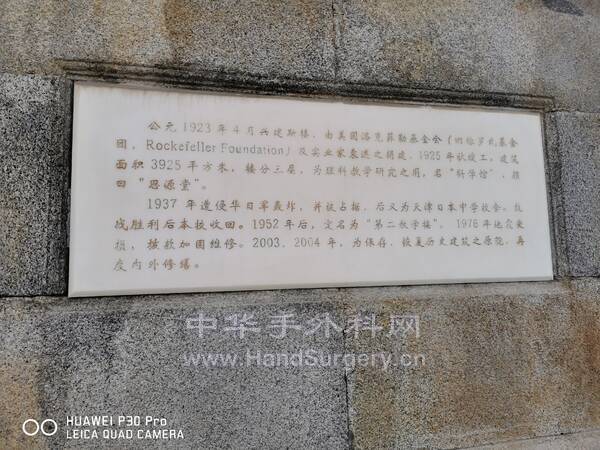 公元 1923 年 4 月兴建斯楼，由美国洛克菲勒基金会（旧称罗氏基金
团，Rockefeller Foundation）及实业家袁述之捐建，1925 年秋竣工，建筑
面积 3925 平方米，楼分三层，为理科教学研究之用，名“科学馆”，额
曰“思源堂”。
1937 年遭侵华日军轰炸，并被占据，后又为天津日本中学校舍。抗
战胜利后本校收回。1952 年后，定名为“第二教学楼”。1976 年地震受
损，拨款加固维修。2003、2004 年，为保存、恢复历史建筑之原貌，再
度内外修缮。
中华手外科网
www.HandSurgery.cn
HUAWEI P30 Pro
LEICA QUAD CAMERA